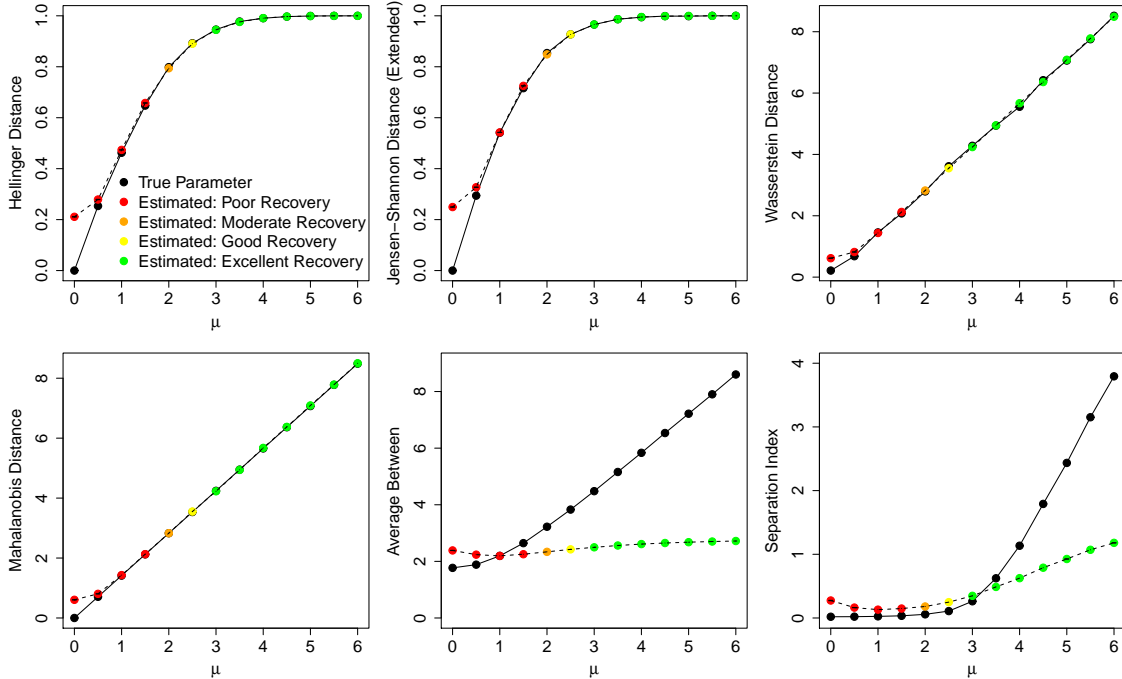 Hellinger Distance
1.0
0.8
0.6
0.4
0.2
0.0
True Parameter
Estimated: Poor Recovery
Estimated: Moderate Recovery
Estimated: Good Recovery
Estimated: Excellent Recovery
0 1 2 3 4 5 6
μ
Jensen−Shannon Distance (Extended)
1.0
0.8
0.6
0.4
0.2
0.0
0 1 2 3 4 5 6
μ
Wasserstein Distance
8
6
4
2
0
0 1 2 3 4 5 6
μ
Mahalanobis Distance
8
6
4
2
0
0 1 2 3 4 5 6
μ
Average Between
8
6
4
2
0
0 1 2 3 4 5 6
μ
Separation Index
4
3
2
1
0
0 1 2 3 4 5 6
μ